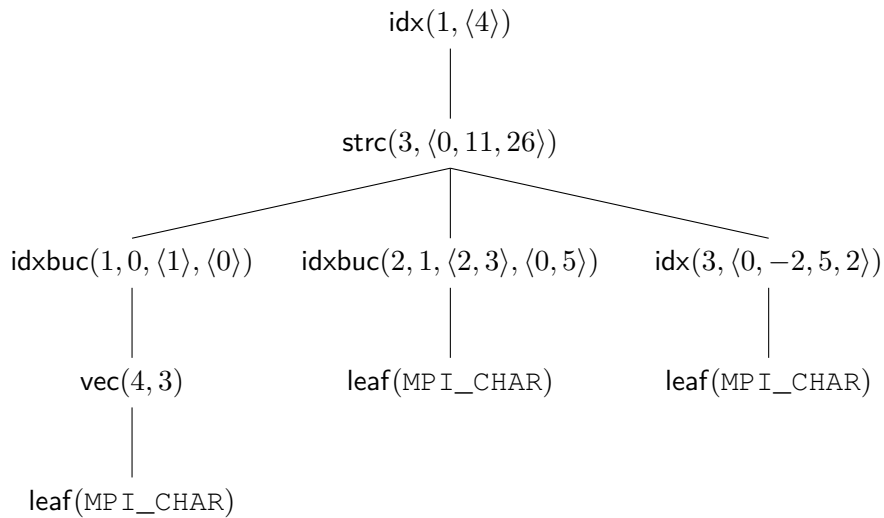 idx(1, ⟨4⟩)
strc(3, ⟨0, 11, 26⟩)
idxbuc(1, 0, ⟨1⟩, ⟨0⟩) idxbuc(2, 1, ⟨2, 3⟩, ⟨0, 5⟩) idx(3, ⟨0, −2, 5, 2⟩)
vec(4, 3) leaf(MPI_CHAR) leaf(MPI_CHAR)
leaf(MPI_CHAR)